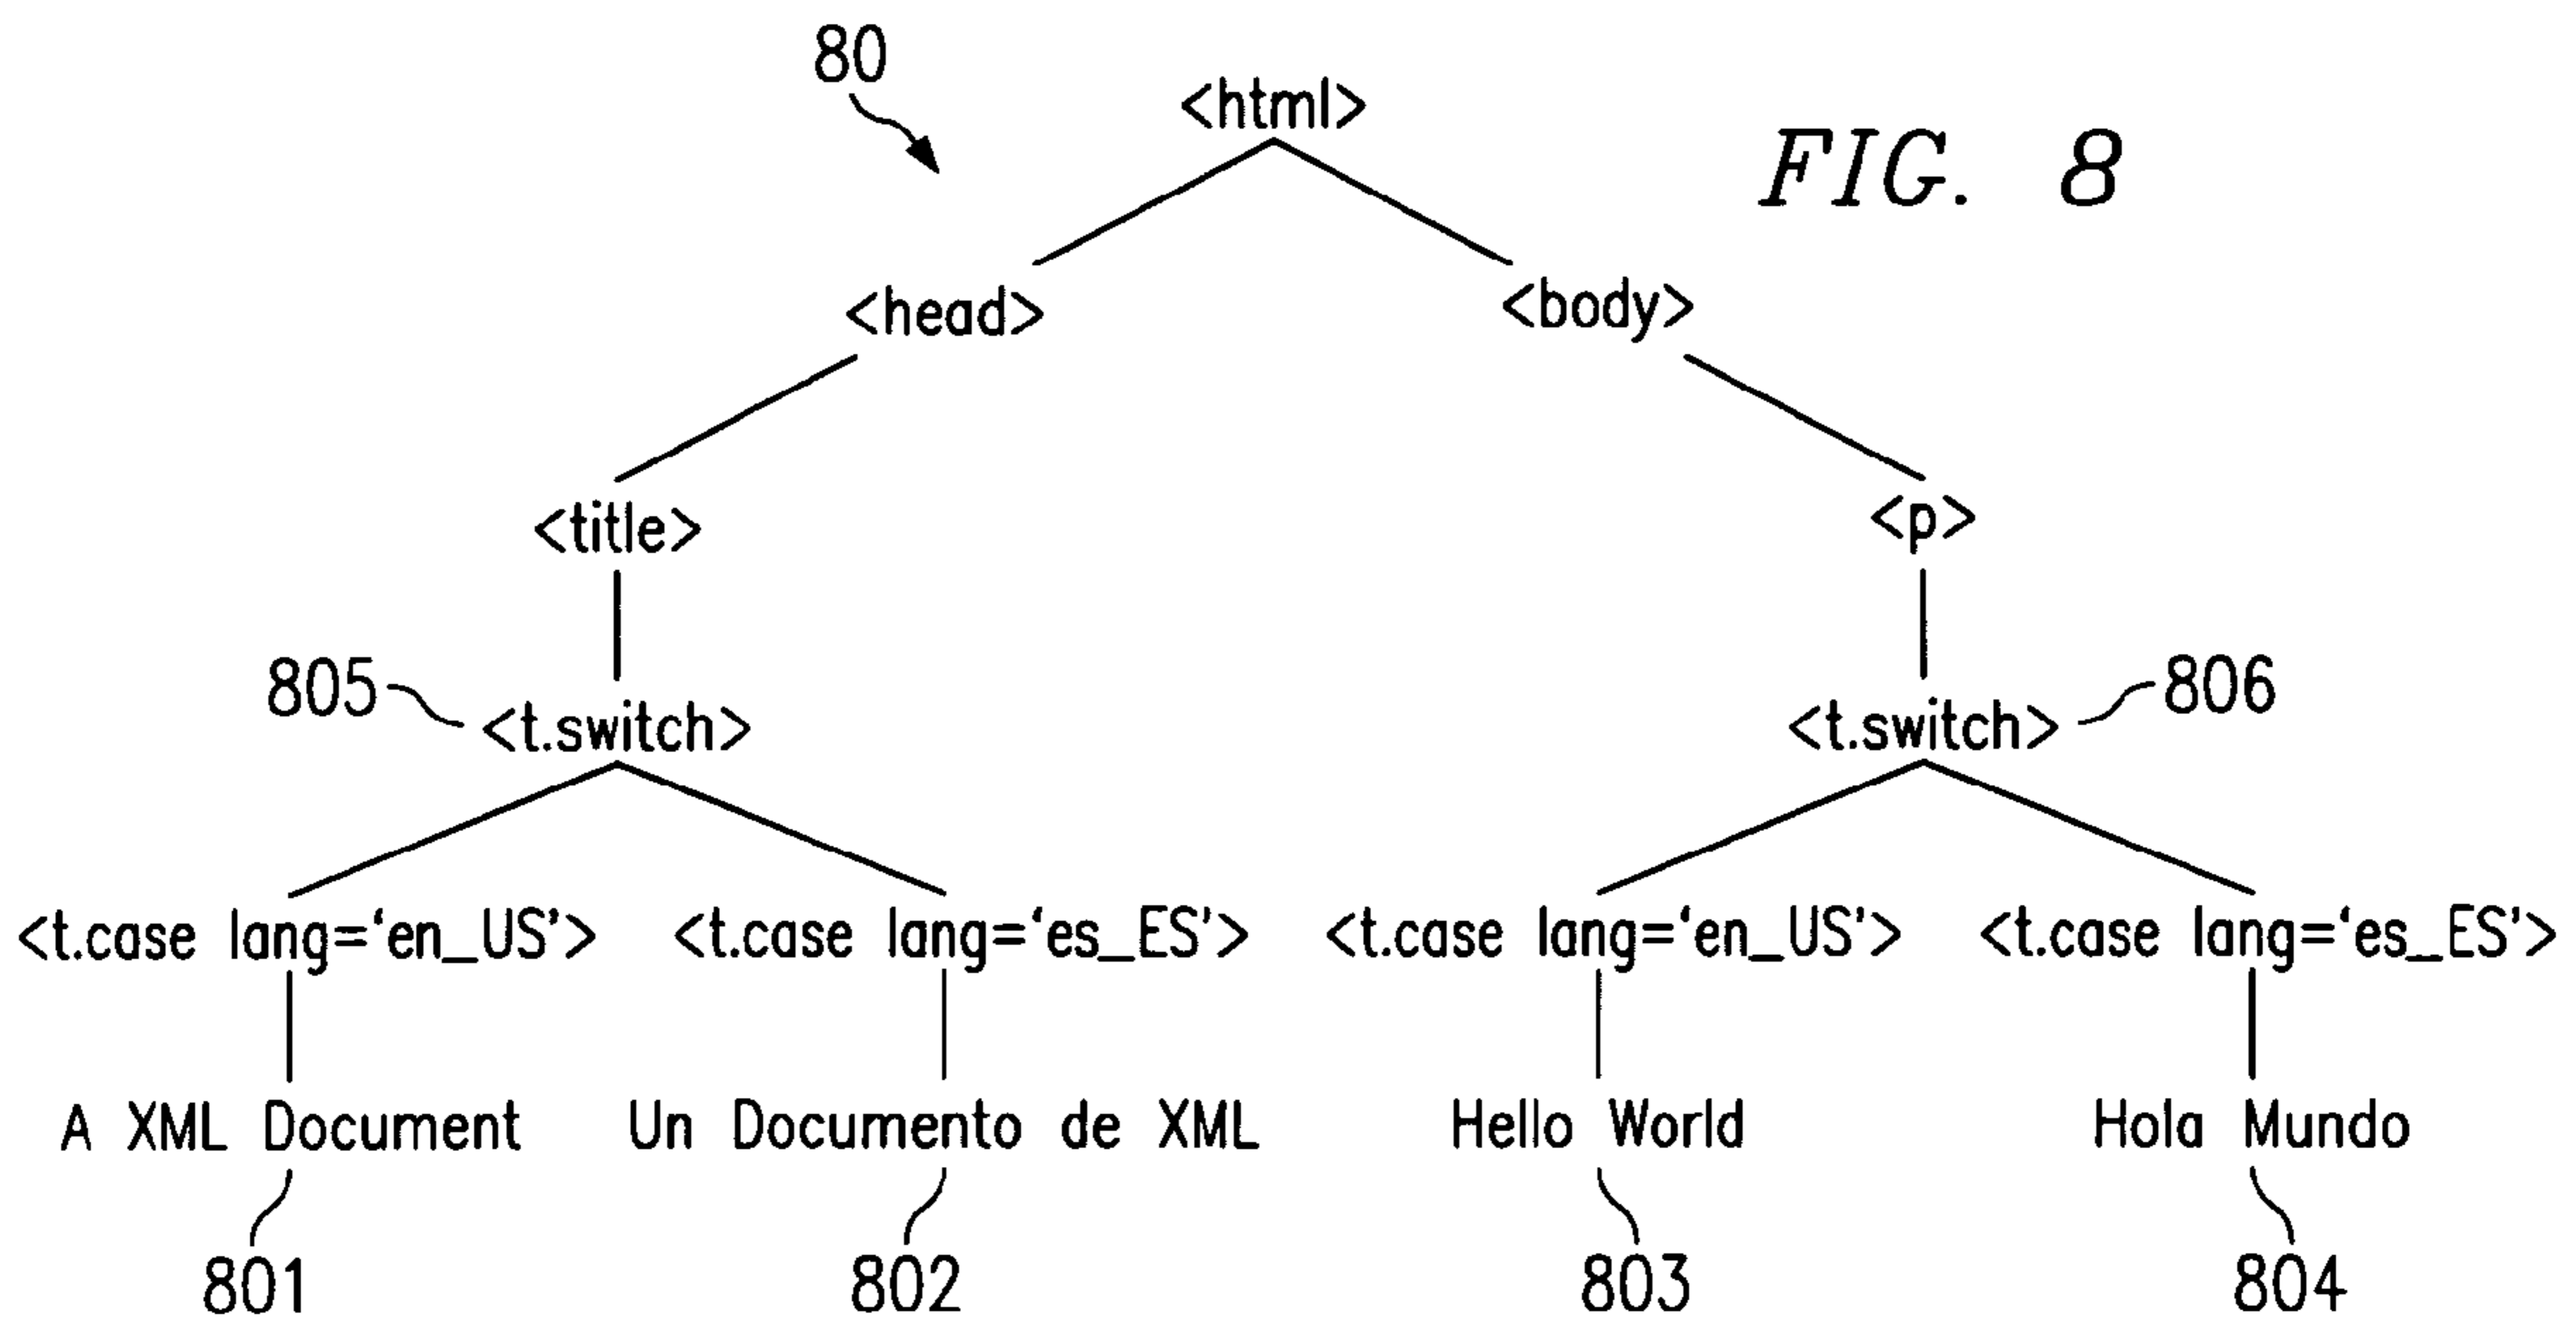 80
<html>
FIG. 8
<head> <body>
<title> <p>
805 <t.switch> <t.switch> 806
<t.case lang=‘en_US’> <t.case lang=‘es_ES’> <t.case lang=‘en_US’> <t.case lang=‘es_ES’>
A XML Document Un Documento de XML Hello World Hola Mundo
801 802 803 804